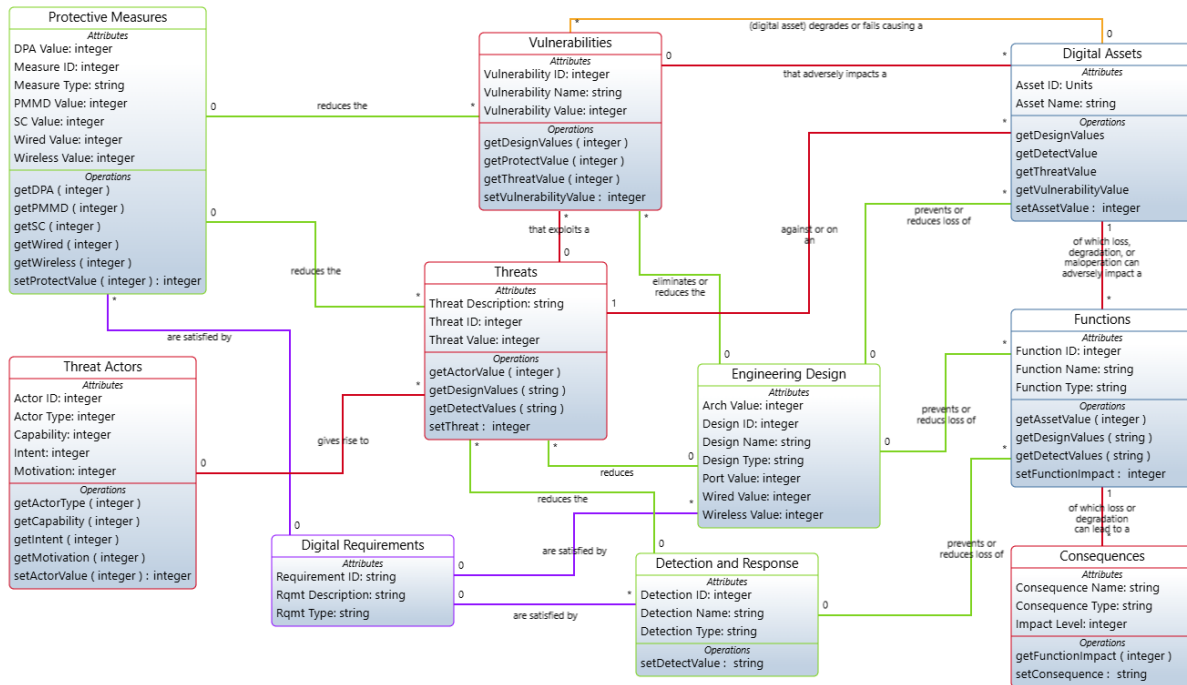 Protective Measures
Attributes
DPA Value: integer
Measure ID: integer
Measure Type: string
PMMD Value: integer
SC Value: integer
Wired Value: integer
Wireless Value: integer
Operations
getDPA ( integer )
getPMMD ( integer )
getSC ( integer )
getWired ( integer )
getWireless ( integer )
setProtectValue ( integer ) : integer
0
reduces the
*
0
reduces the
*
*
are satisfied by
0
Vulnerabilities
Attributes
Vulnerability ID: integer
Vulnerability Name: string
Vulnerability Value: integer
Operations
getDesignValues ( integer )
getProtectValue ( integer )
getThreatValue ( integer )
setVulnerabilityValue :  integer
*
(digital asset) degrades or fails causing a
0
0
that adversely impacts a
*
Digital Assets
Attributes
Asset ID: Units
Asset Name: string
Operations
getDesignValues
getDetectValue
getThreatValue
getVulnerabilityValue
setAssetValue :  integer
*
that exploits a
0
*
eliminates or
reduces the
0
*
against or on
an
1
*
prevents or
reduces loss of
0
1
of which loss,
degradation, or
maloperation can
adversely impact a
*
Threats
Attributes
Threat Description: string
Threat ID: integer
Threat Value: integer
Operations
getActorValue ( integer )
getDesignValues ( string )
getDetectValues ( string )
setThreat :  integer
Threat Actors
Attributes
Actor ID: integer
Actor Type: integer
Capability: integer
Intent: integer
Motivation: integer
Operations
getActorType ( integer )
getCapability ( integer )
getIntent ( integer )
getMotivation ( integer )
setActorValue ( integer ) : integer
0
gives rise to
*
Engineering Design
Attributes
Arch Value: integer
Design ID: integer
Design Name: string
Design Type: string
Port Value: integer
Wired Value: integer
Wireless Value: integer
*
reduces
0
*
reduces the
0
0
prevents or
reducs loss of
*
Functions
Attributes
Function ID: integer
Function Name: string
Function Type: string
Operations
getAssetValue ( integer )
getDesignValues ( string )
getDetectValues ( string )
setFunctionImpact :  integer
1
of which loss or
degradation
can lead to a
*
Digital Requirements
Attributes
Requirement ID: string
Rqmt Description: string
Rqmt Type: string
0
are satisfied by
*
0
are satisfied by
*
Detection and Response
Attributes
Detection ID: integer
Detection Name: string
Detection Type: string
Operations
setDetectValue :  string
0
prevents or
reduces loss of
*
Consequences
Attributes
Consequence Name: string
Consequence Type: string
Impact Level: integer
Operations
getFunctionImpact ( integer )
setConsequence :  string